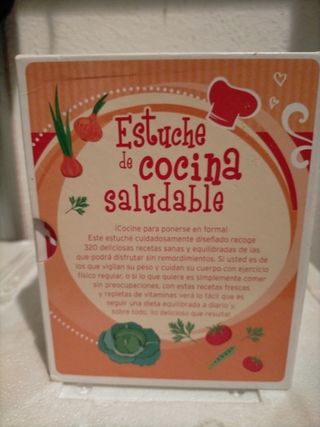 Estuche
de cocina
saludable
¡Cocine para ponerse en forma!
Este estuche cuidadosamente diseñado recoge
320 deliciosas recetas sanas y equilibradas de las
que podrá disfrutar sin remordimientos. Si usted es de
los que vigilan su peso y cuidan su cuerpo con ejercicio
físico regular, o si lo que quiere es simplemente comer
sin preocupaciones, con estas recetas frescas
y repletas de vitaminas verá lo fácil que es
seguir una dieta equilibrada a diario y,
sobre todo, ¡lo deliciosa que resulta!